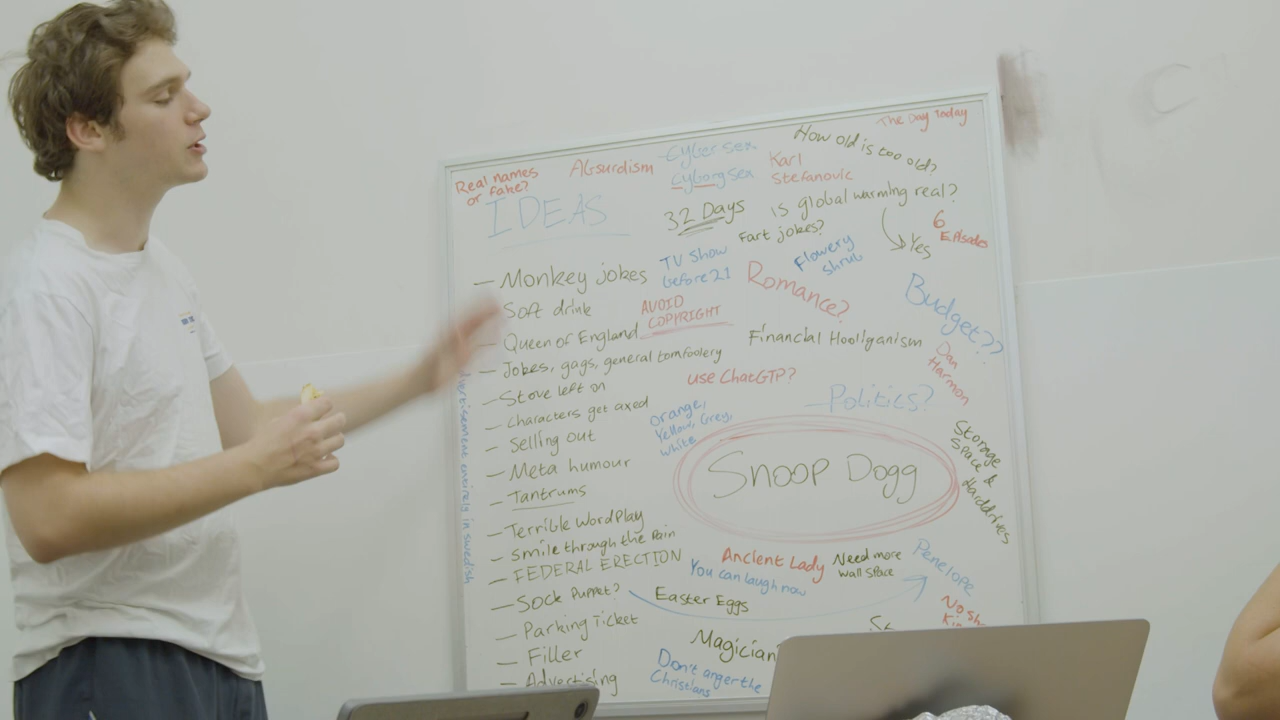 The Day Today
How old is too old?
Real names
or fake?
Absurdism
Cyber sex
Cyborg sex
Karl
Stefanovic
IDEAS
32 Days
is global warming real?
Yes
6
Episodes
Fart jokes?
— Monkey jokes
TV Show
before 21
Flowery
shrub
Romance?
Budget??
— Soft drink
AVOID
COPYRIGHT
— Queen of England
Financial Hooliganism
— Jokes, gags, general tomfoolery
use ChatGTP?
Dan
Harmon
— Stove left on
— Politics?
— characters get axed
Orange,
Yellow, Grey,
white
— Selling out
Snoop Dogg
Storage
Space &
Harddrives
— Meta humour
— Tantrums
— Terrible Wordplay
— Smile through the Pain
— FEDERAL ERECTION
Ancient Lady
You can laugh now
Need more
wall space
Penelope
— Sock Puppet?
Easter Eggs
— Parking Ticket
— Filler
Magician
— Advertising
Don't anger the
Christians
entirely in swedish